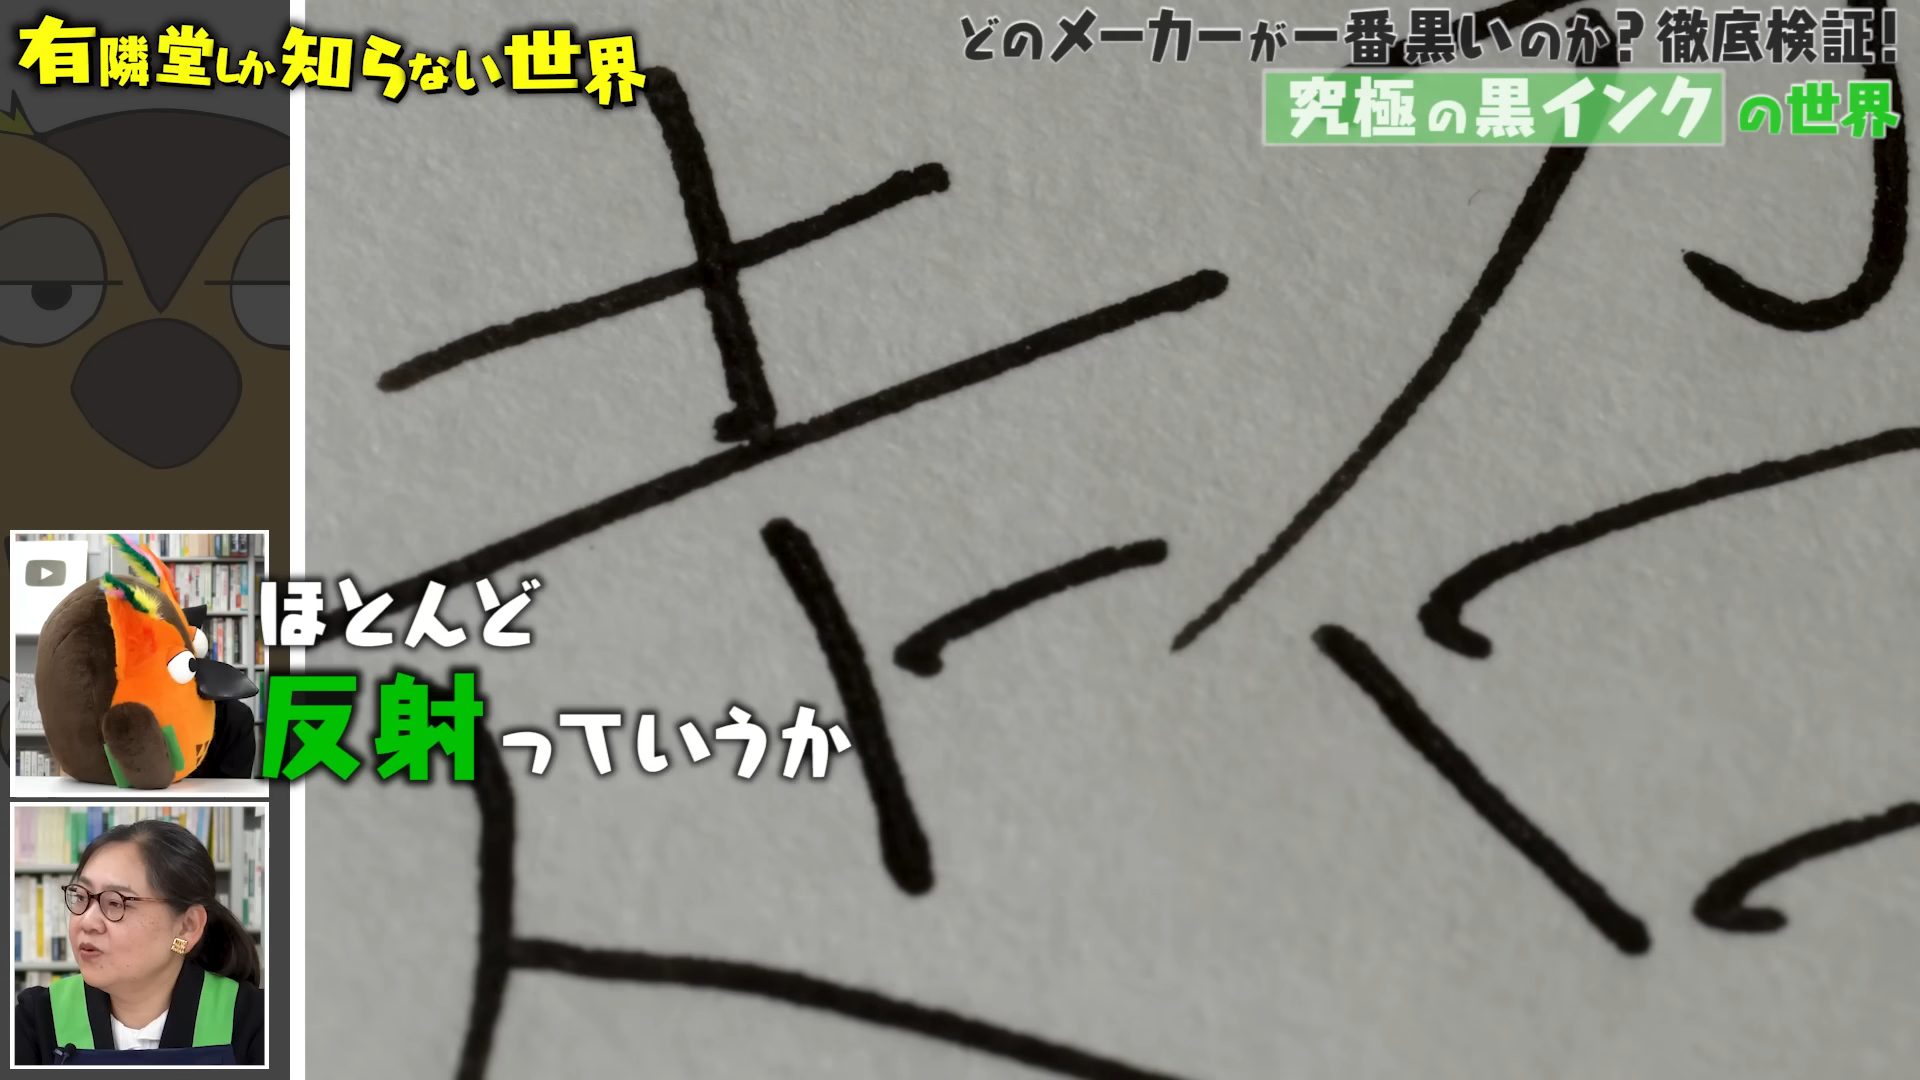 有隣堂しか知らない世界
どのメーカーが一番黒いのか?徹底検証!
究極の黒インクの世界
ほとんど
反射っていうか